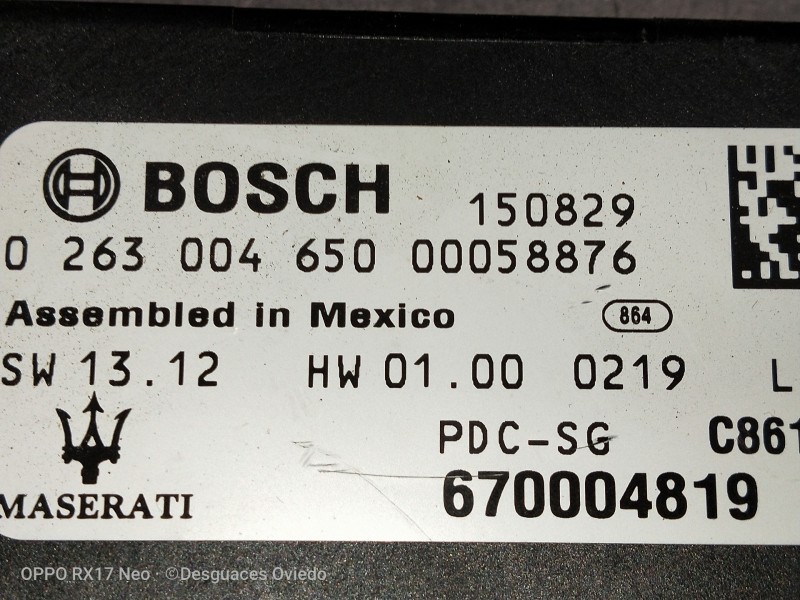 BOSCH 150829
0 263 004 650 00058876
Assembled in Mexico 864
SW 13.12 HW 01.00 0219 L
PDC-SG C861
MASERATI 670004819
OPPO RX17 Neo · ©Desguaces Oviedo